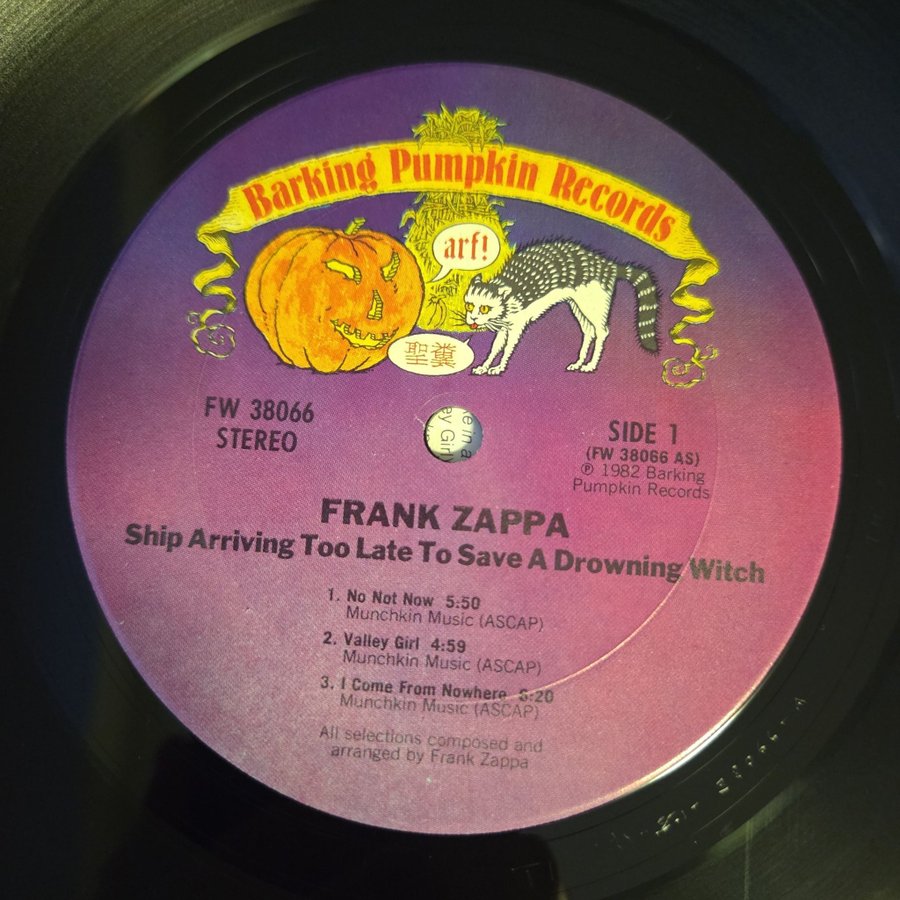 Barking Pumpkin Records
arf!
聖糞
FW 38066
STEREO
SIDE 1
(FW 38066 AS)
℗ 1982 Barking
Pumpkin Records
FRANK ZAPPA
Ship Arriving Too Late To Save A Drowning Witch
1. No Not Now 5:50
Munchkin Music (ASCAP)
2. Valley Girl 4:59
Munchkin Music (ASCAP)
3. I Come From Nowhere 6:20
Munchkin Music (ASCAP)
All selections composed and
arranged by Frank Zappa